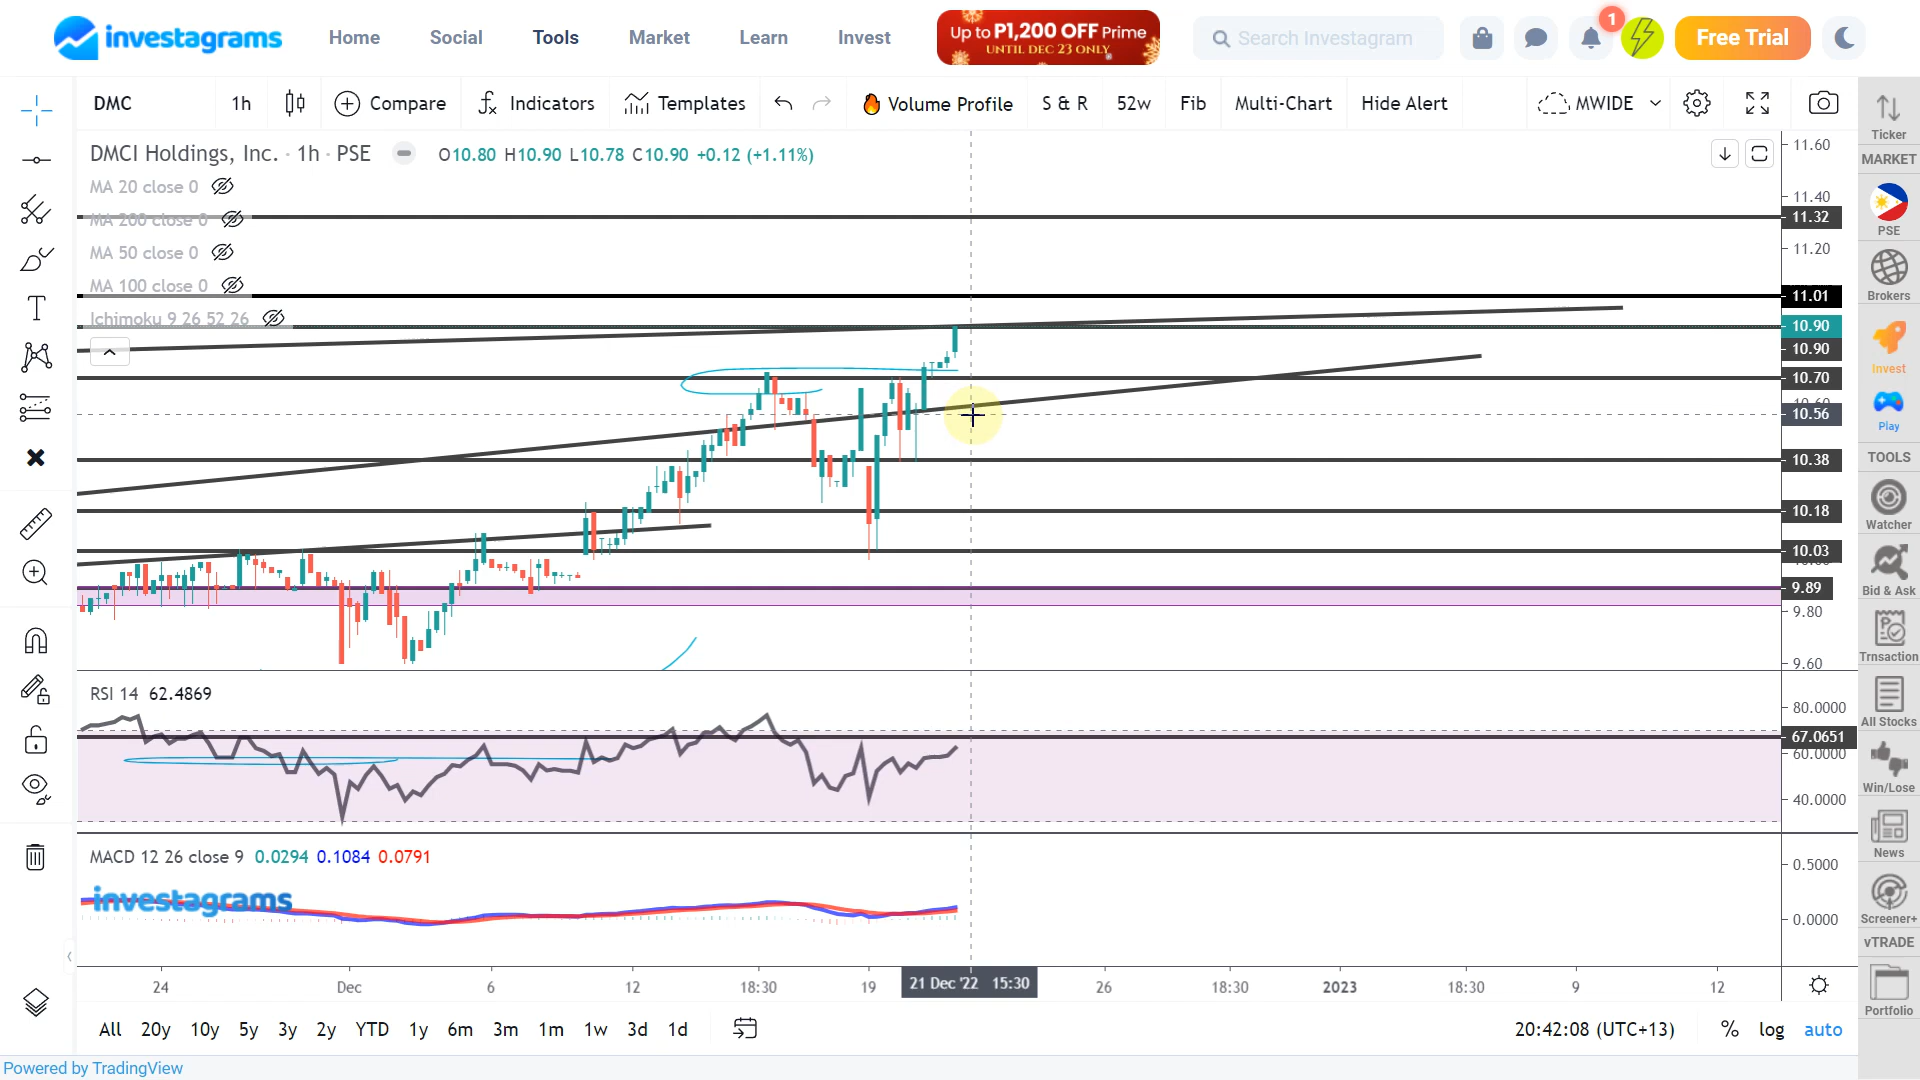 investagrams Home Social Tools Market Learn Invest Up to P1,200 OFF Prime Search Investagram 1 Free Trial
UNTIL DEC 23 ONLY
DMC 1h Compare Indicators Templates Volume Profile S & R 52w Fib Multi-Chart Hide Alert MWIDE
DMCI Holdings, Inc. · 1h · PSE O10.80 H10.90 L10.78 C10.90 +0.12 (+1.11%)
MA 20 close 0
MA 200 close 0
MA 50 close 0
MA 100 close 0
Ichimoku 9 26 52 26
11.60
11.40
11.32
11.20
11.01
10.90
10.90
10.70
10.56
10.38
10.18
10.03
9.89
9.80
9.60
RSI 14 62.4869
80.0000
67.0651
60.0000
40.0000
MACD 12 26 close 9 0.0294 0.1084 0.0791
investagrams
0.5000
0.0000
24 Dec 6 12 18:30 19 21 Dec '22 15:30 26 18:30 2023 18:30 9 12
All 20y 10y 5y 3y 2y YTD 1y 6m 3m 1m 1w 3d 1d 20:42:08 (UTC+13) % log auto
Powered by TradingView
Ticker
MARKET
PSE
Brokers
Invest
Play
TOOLS
Watcher
Bid & Ask
Trnsaction
All Stocks
Win/Lose
News
Screener+
vTRADE
Portfolio